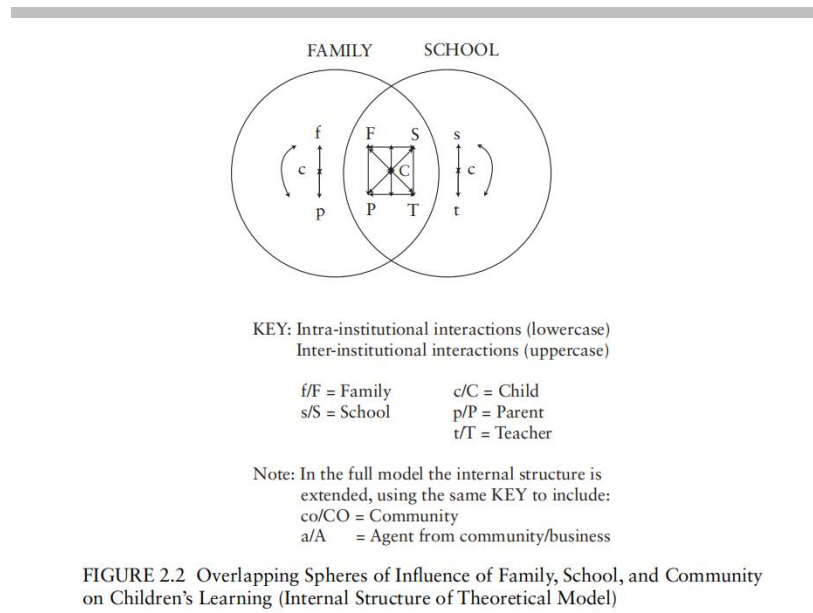 FAMILY SCHOOL
f F S s
c C c
p P T t
KEY: Intra-institutional interactions (lowercase)
Inter-institutional interactions (uppercase)
f/F = Family c/C = Child
s/S = School p/P = Parent
t/T = Teacher
Note: In the full model the internal structure is
extended, using the same KEY to include:
co/CO = Community
a/A = Agent from community/business
FIGURE 2.2 Overlapping Spheres of Influence of Family, School, and Community
on Children’s Learning (Internal Structure of Theoretical Model)